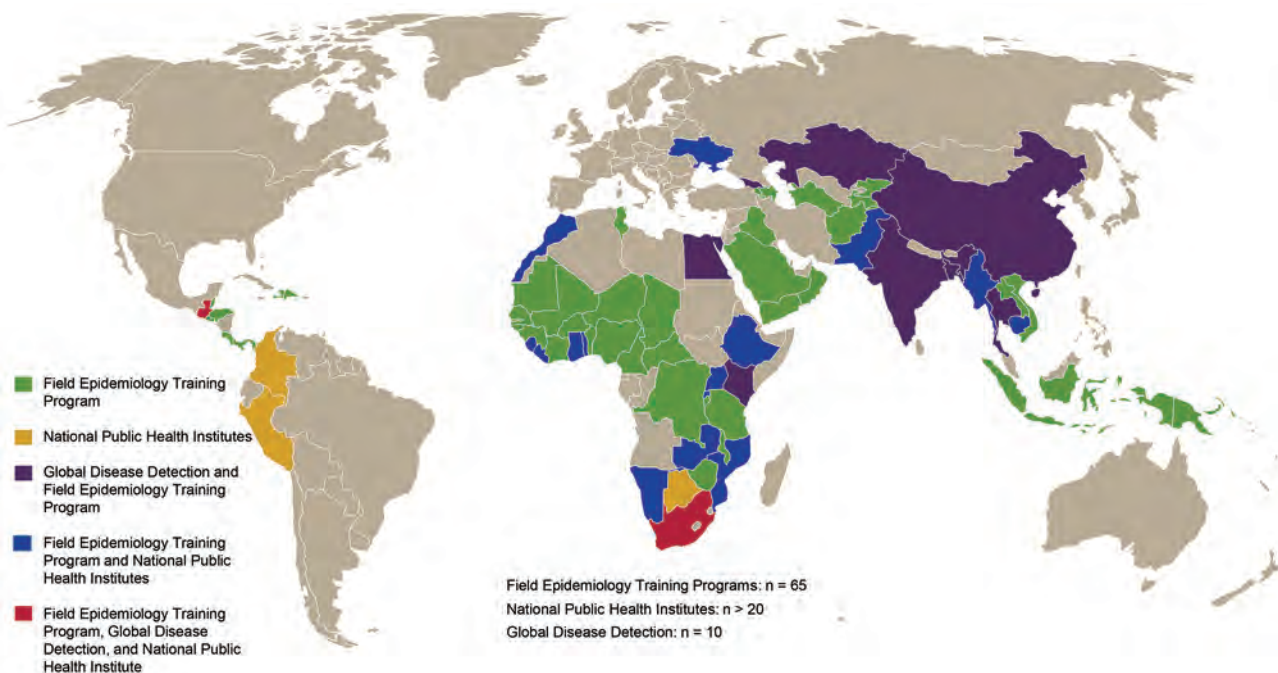 Field Epidemiology Training
Program
National Public Health Institutes
Global Disease Detection and
Field Epidemiology Training
Program
Field Epidemiology Training
Program and National Public
Health Institutes
Field Epidemiology Training
Program, Global Disease
Detection, and National Public
Health Institute
Field Epidemiology Training Programs: n = 65
National Public Health Institutes: n > 20
Global Disease Detection: n = 10